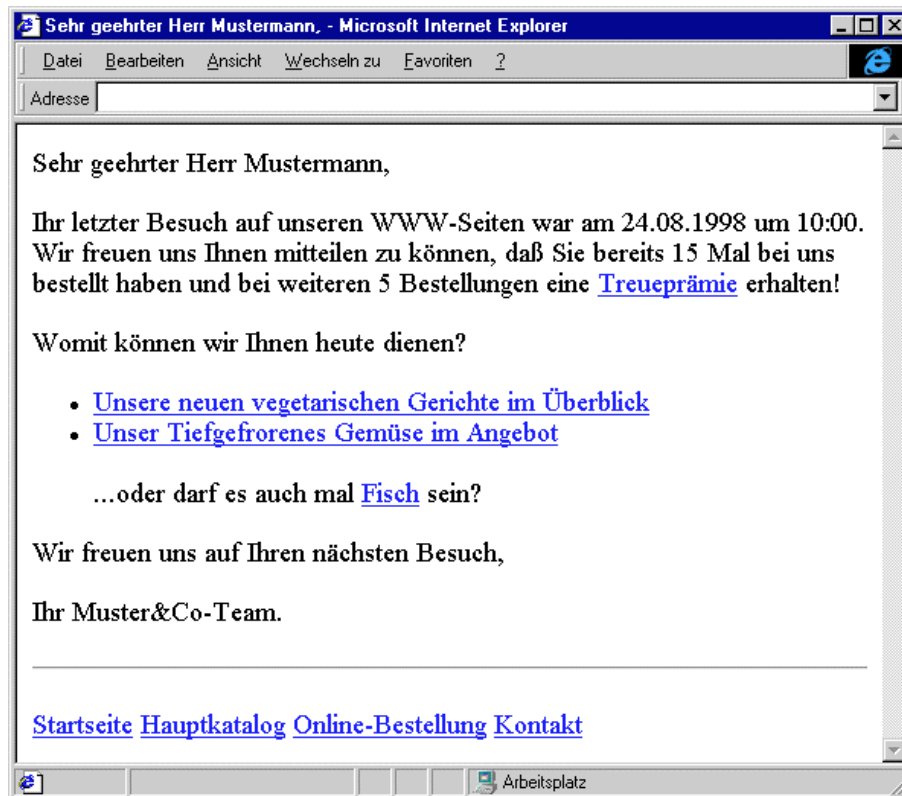 Sehr geehrter Herr Mustermann, - Microsoft Internet Explorer
Datei Bearbeiten Ansicht Wechseln zu Favoriten ?
Adresse
Sehr geehrter Herr Mustermann,
Ihr letzter Besuch auf unseren WWW-Seiten war am 24.08.1998 um 10:00.
Wir freuen uns Ihnen mitteilen zu können, daß Sie bereits 15 Mal bei uns
bestellt haben und bei weiteren 5 Bestellungen eine Treueprämie erhalten!
Womit können wir Ihnen heute dienen?
• Unsere neuen vegetarischen Gerichte im Überblick
• Unser Tiefgefrorenes Gemüse im Angebot
...oder darf es auch mal Fisch sein?
Wir freuen uns auf Ihren nächsten Besuch,
Ihr Muster&Co-Team.
Startseite Hauptkatalog Online-Bestellung Kontakt
Arbeitsplatz